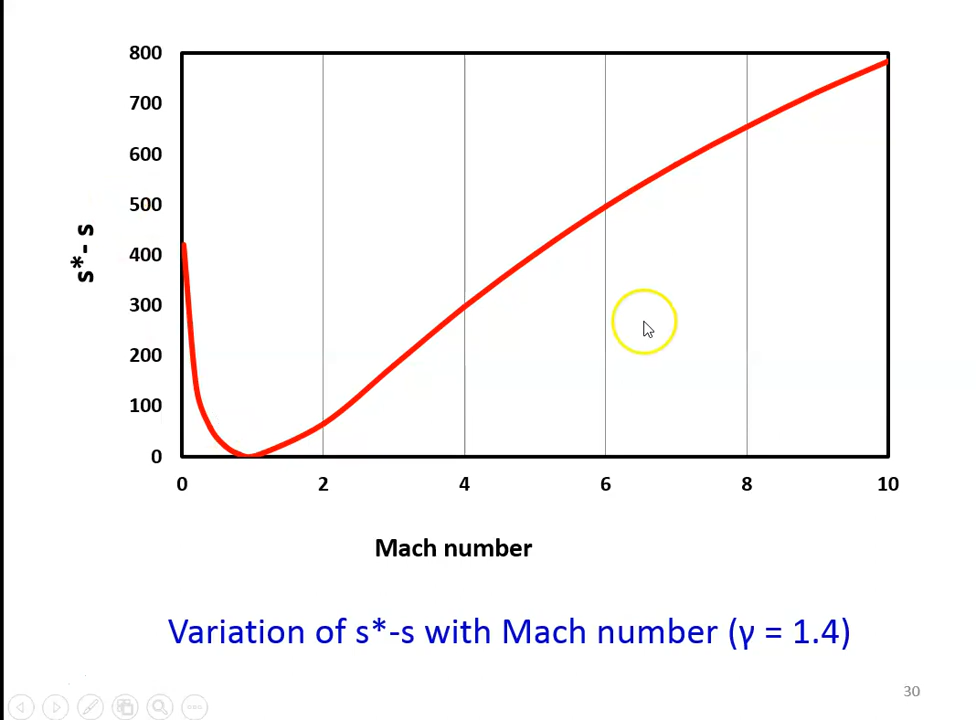 800
700
600
500
400
300
200
100
0
s*- s
0 2 4 6 8 10
Mach number
Variation of s*-s with Mach number (γ = 1.4)
30